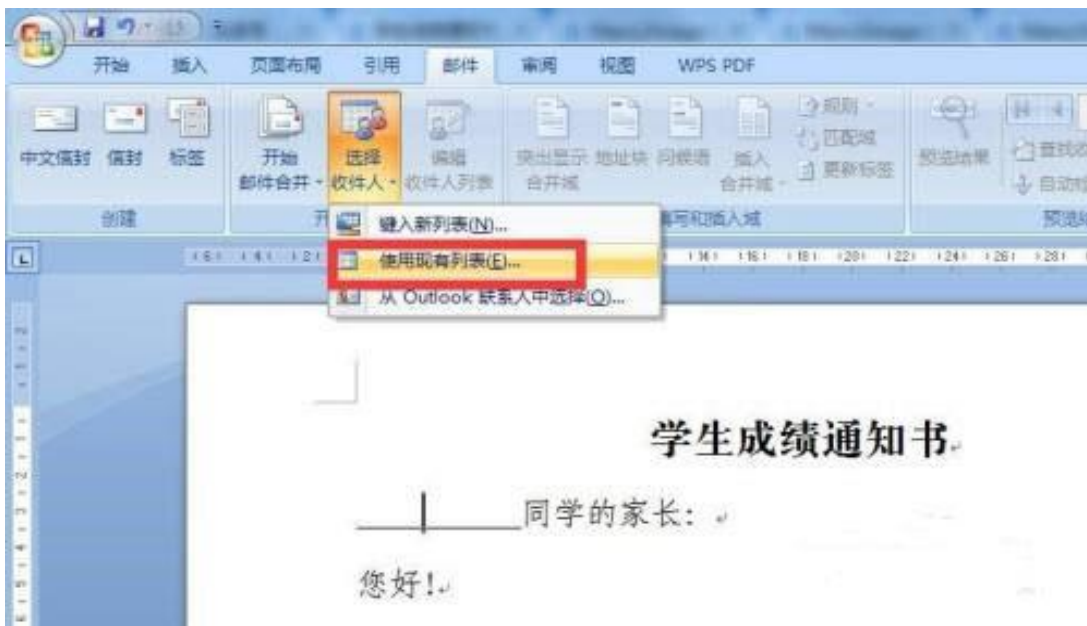 开始 插入 页面布局 引用 邮件 审阅 视图 WPS PDF
中文信封 信封 标签 开始 邮件合并 选择 收件人 编辑 收件人列表 突出显示 合并域 地址块 问候语 插入 合并域 规则 匹配域 更新标签 预览结果
创建
键入新列表(N)...
使用现有列表(E)...
从 Outlook 联系人中选择(O)...
学生成绩通知书
同学的家长:
您好!